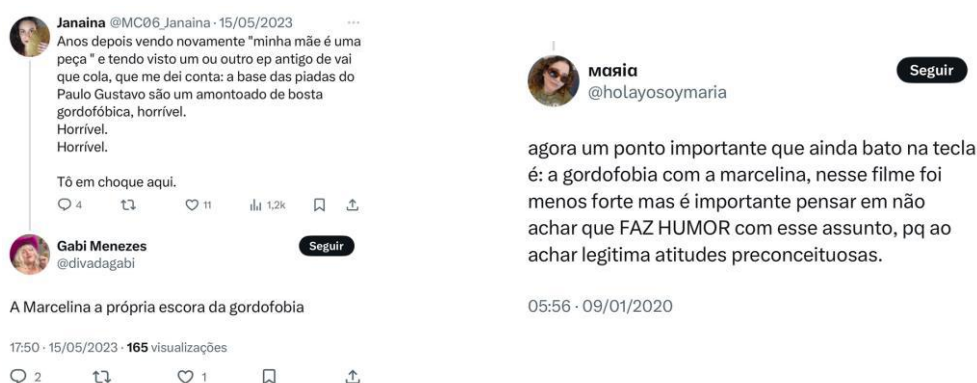 Janaina @MC06_Janaina · 15/05/2023 ···
Anos depois vendo novamente "minha mãe é uma
peça " e tendo visto um ou outro ep antigo de vai
que cola, que me dei conta: a base das piadas do
Paulo Gustavo são um amontoado de bosta
gordofóbica, horrível.
Horrível.
Horrível.
Tô em choque aqui.
4 11 1,2k
Gabi Menezes
@divadagabi
Seguir
A Marcelina a própria escora da gordofobia
17:50 · 15/05/2023 · 165 visualizações
2 1
мαяiα
@holayosoymaria
Seguir
agora um ponto importante que ainda bato na tecla
é: a gordofobia com a marcelina, nesse filme foi
menos forte mas é importante pensar em não
achar que FAZ HUMOR com esse assunto, pq ao
achar legitima atitudes preconceituosas.
05:56 · 09/01/2020